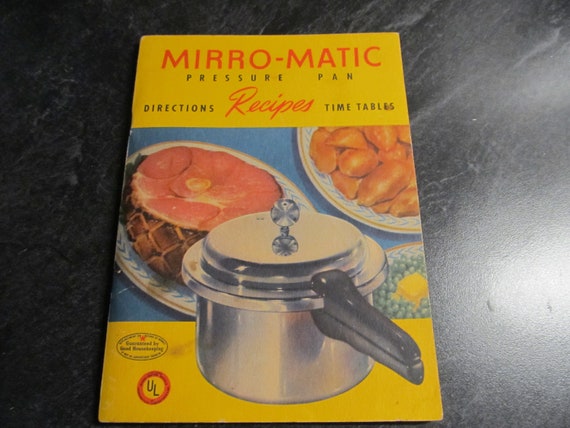 MIRRO-MATIC
PRESSURE PAN
DIRECTIONS Recipes TIME TABLES
Guaranteed by
Good Housekeeping
UL